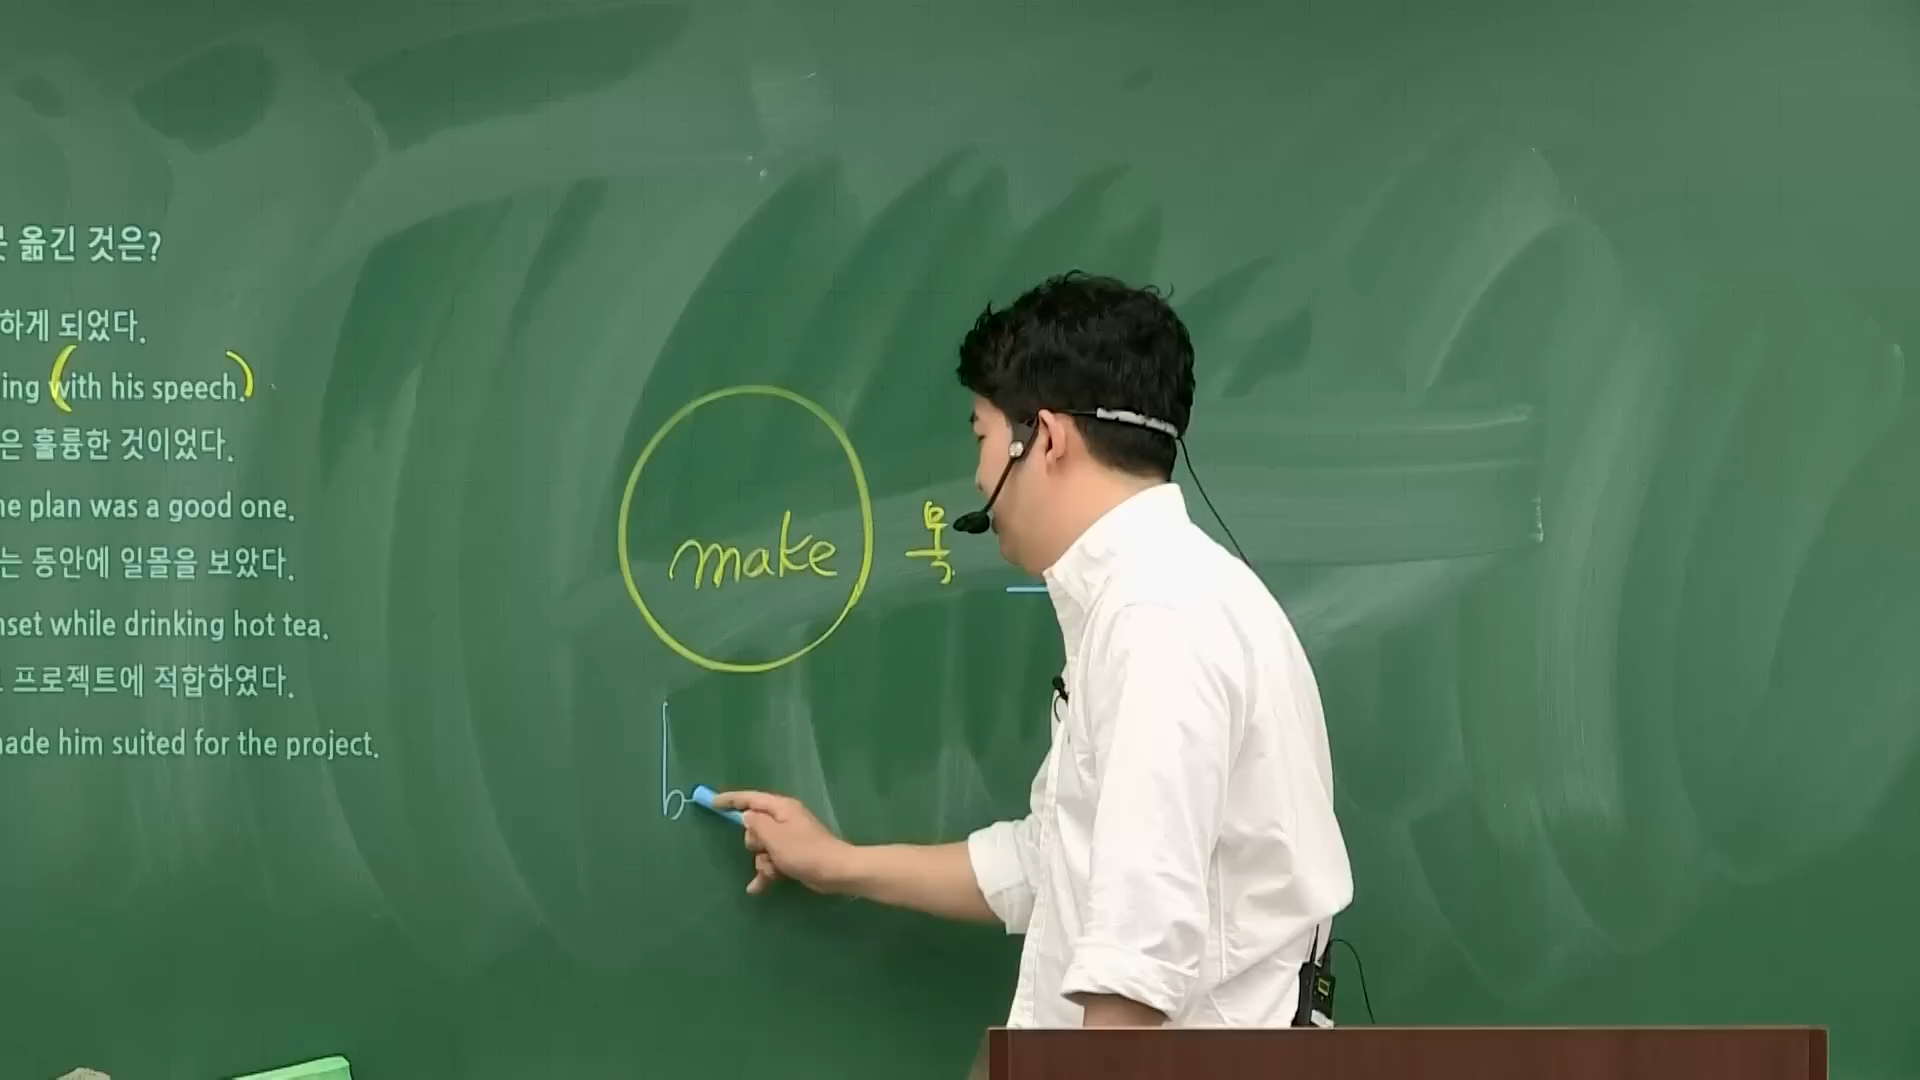 옮긴 것은?
하게 되었다.
ing with his speech.
은 훌륭한 것이었다.
he plan was a good one.
는 동안에 일몰을 보았다.
nset while drinking hot tea.
프로젝트에 적합하였다.
nade him suited for the project.
make 목
b